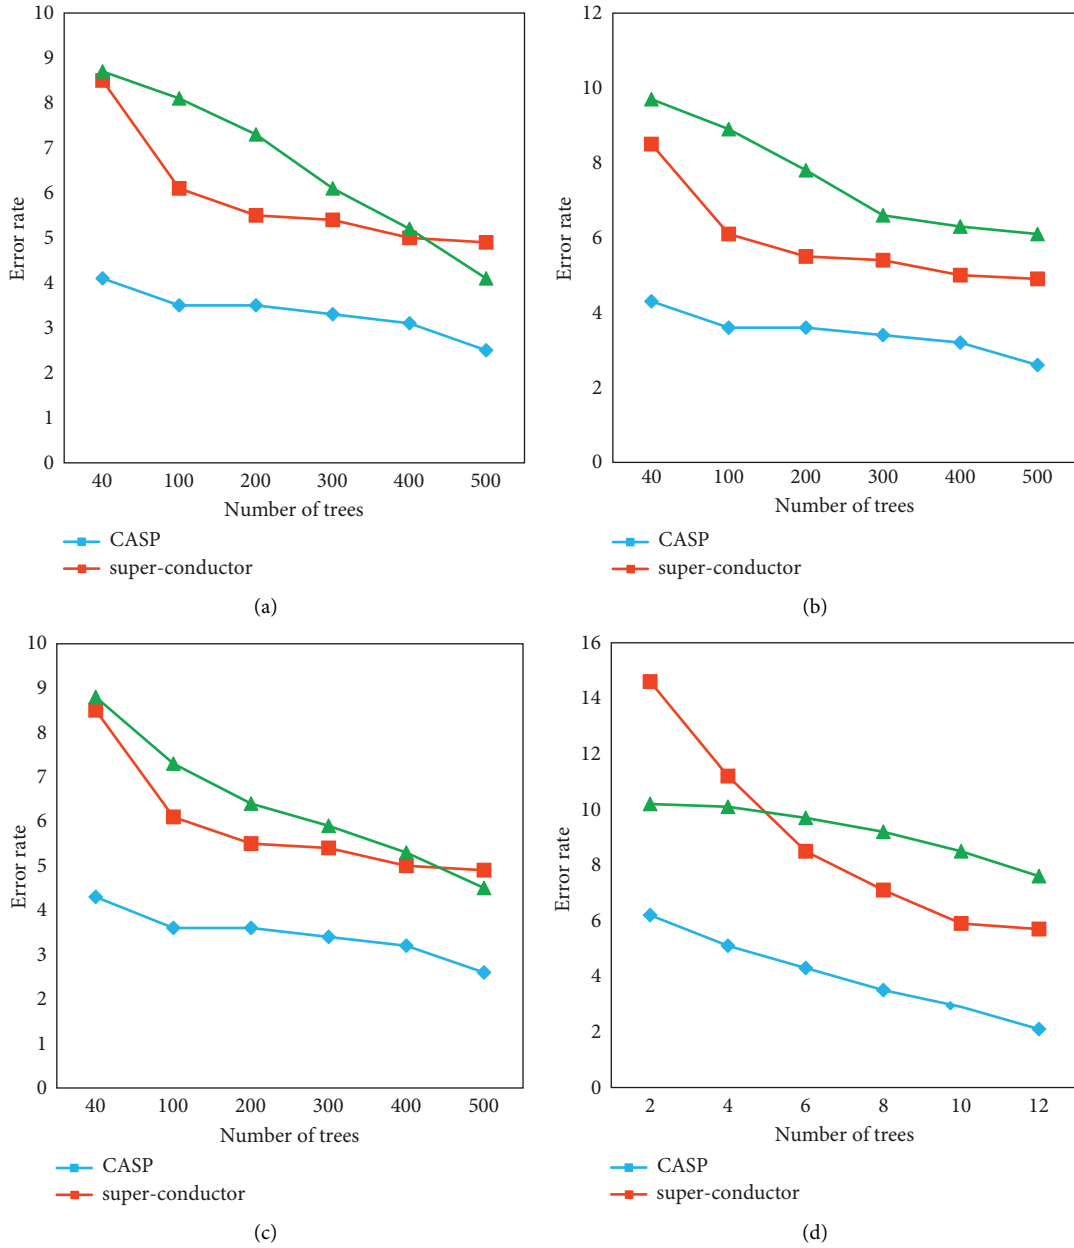 10
9
8
7
6
5
4
3
2
1
0
Error rate
40 100 200 300 400 500
Number of trees
CASP
super-conductor
(a)
12
10
8
6
4
2
0
Error rate
40 100 200 300 400 500
Number of trees
CASP
super-conductor
(b)
10
9
8
7
6
5
4
3
2
1
0
Error rate
40 100 200 300 400 500
Number of trees
CASP
super-conductor
(c)
16
14
12
10
8
6
4
2
0
Error rate
2 4 6 8 10 12
Number of trees
CASP
super-conductor
(d)